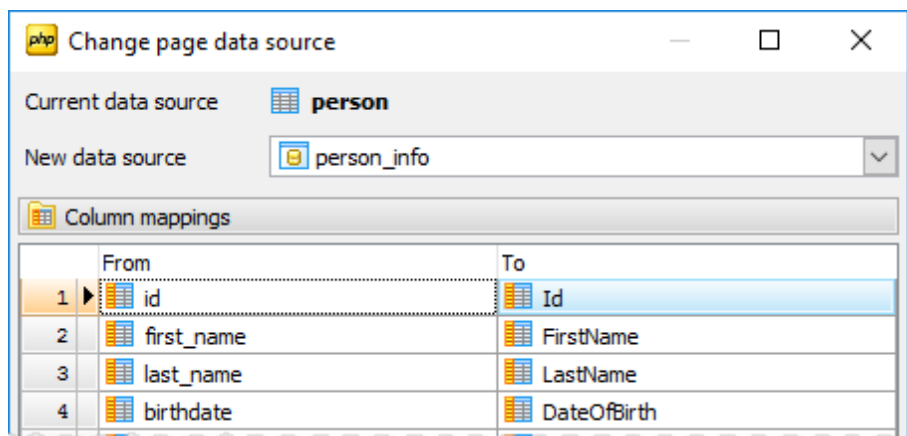 php Change page data source
Current data source person
New data source person_info
Column mappings
From To
1 id Id
2 first_name FirstName
3 last_name LastName
4 birthdate DateOfBirth